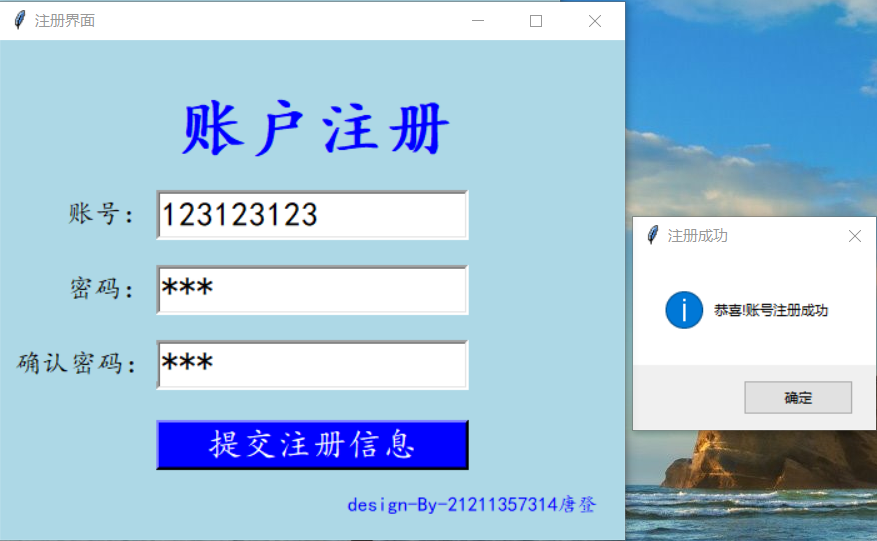 注册界面
账户注册
账号：
123123123
密码：
***
确认密码：
***
提交注册信息
design-By-21211357314唐登
注册成功
恭喜!账号注册成功
确定